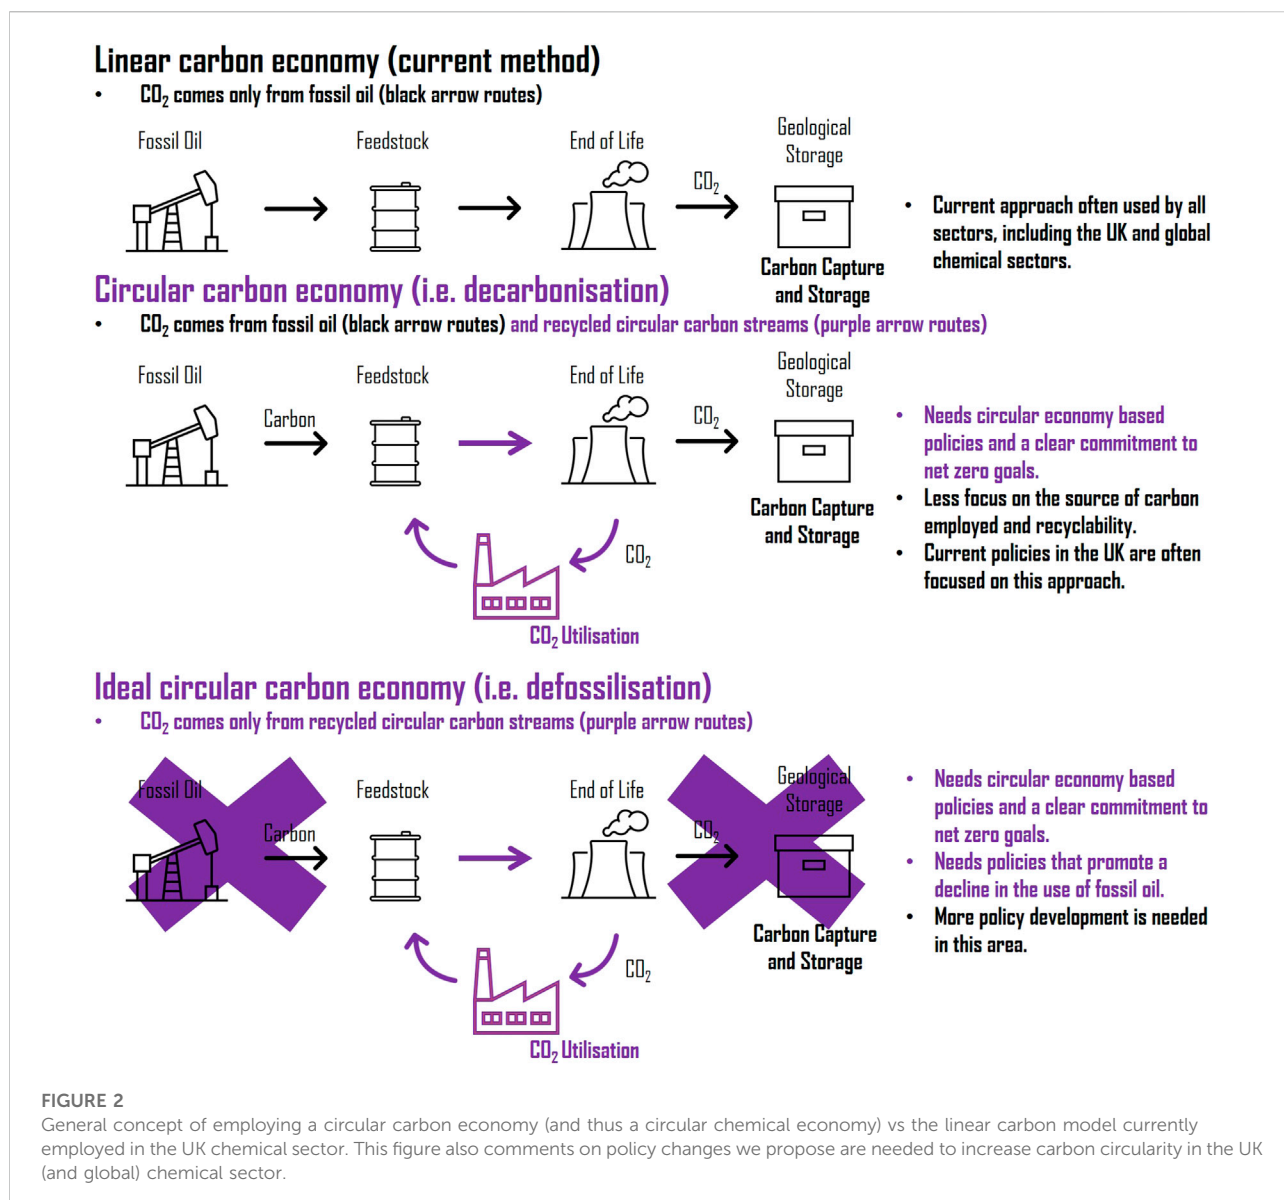 Linear carbon economy (current method)
• CO₂ comes only from fossil oil (black arrow routes)
Fossil Oil
Feedstock
End of Life
CO₂
Geological
Storage
Carbon Capture
and Storage
• Current approach often used by all
sectors, including the UK and global
chemical sectors.
Circular carbon economy (i.e. decarbonisation)
• CO₂ comes from fossil oil (black arrow routes) and recycled circular carbon streams (purple arrow routes)
Fossil Oil
Carbon
Feedstock
End of Life
CO₂
Geological
Storage
Carbon Capture
and Storage
CO₂
CO₂ Utilisation
• Needs circular economy based
policies and a clear commitment to
net zero goals.
• Less focus on the source of carbon
employed and recyclability.
• Current policies in the UK are often
focused on this approach.
Ideal circular carbon economy (i.e. defossilisation)
• CO₂ comes only from recycled circular carbon streams (purple arrow routes)
Fossil Oil
Carbon
Feedstock
End of Life
CO₂
Geological
Storage
Carbon Capture
and Storage
CO₂
CO₂ Utilisation
• Needs circular economy based
policies and a clear commitment to
net zero goals.
• Needs policies that promote a
decline in the use of fossil oil.
• More policy development is needed
in this area.
FIGURE 2
General concept of employing a circular carbon economy (and thus a circular chemical economy) vs the linear carbon model currently
employed in the UK chemical sector. This figure also comments on policy changes we propose are needed to increase carbon circularity in the UK
(and global) chemical sector.